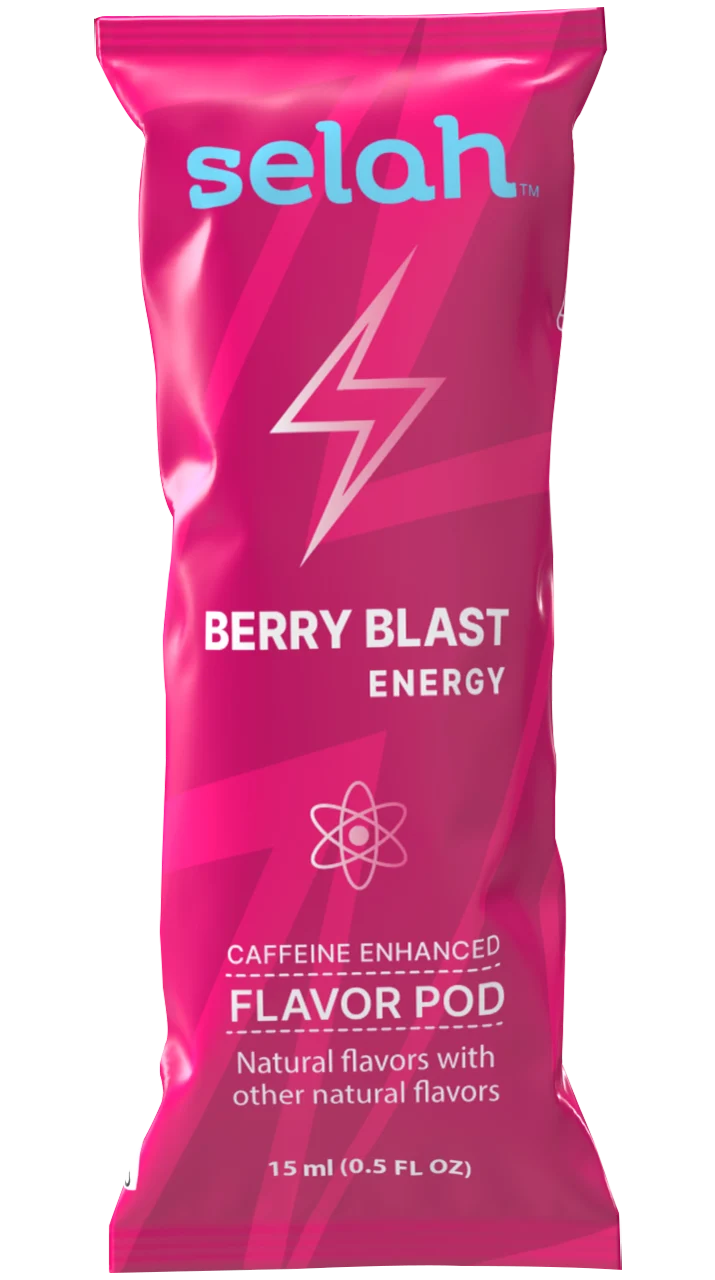 selah™
BERRY BLAST
ENERGY
CAFFEINE ENHANCED
FLAVOR POD
Natural flavors with
other natural flavors
15 ml (0.5 FL OZ)